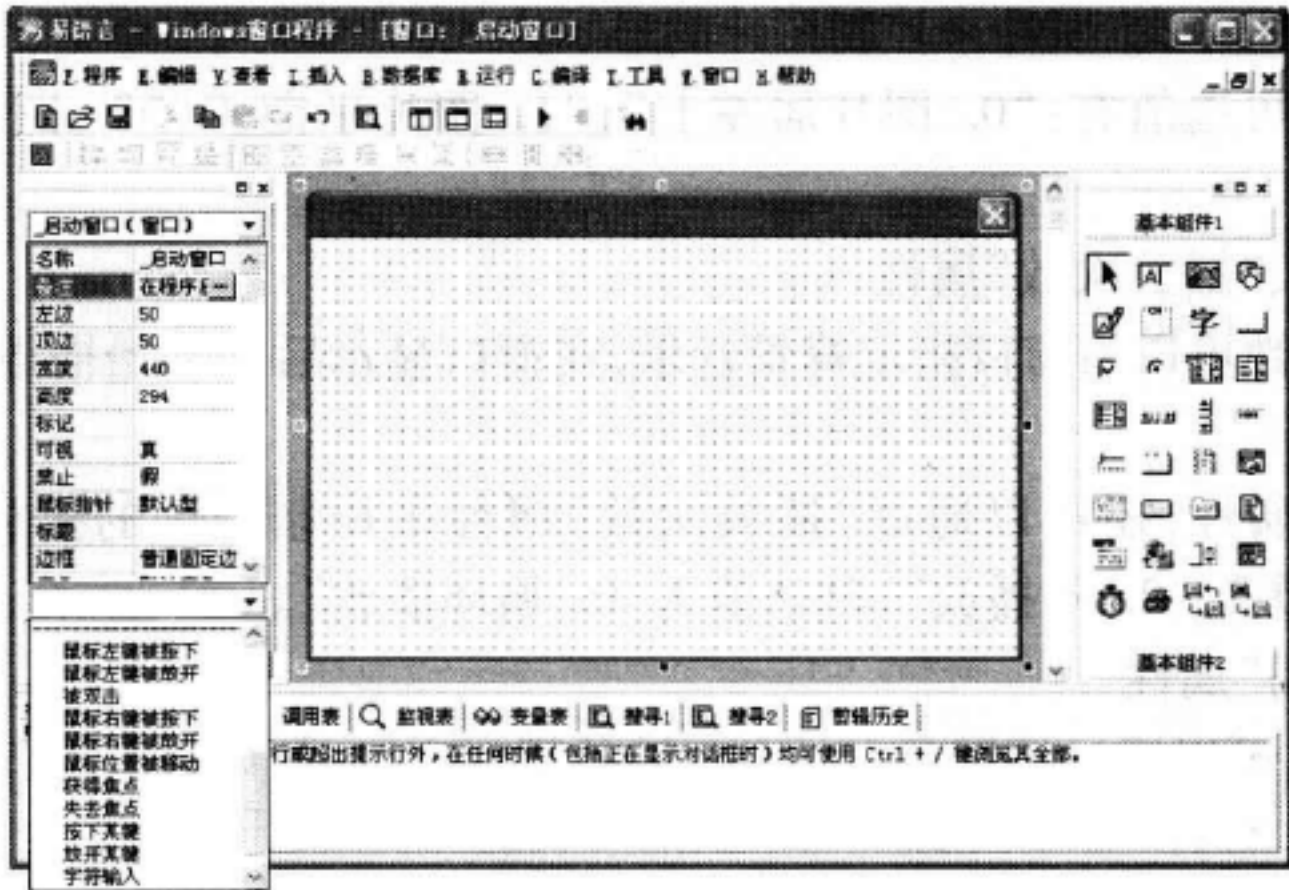 易语言 - Windows窗口程序 - [窗口: _启动窗口]
F.程序 E.编辑 V.查看 I.插入 B.数据库 R.运行 C.编译 T.工具 W.窗口 H.帮助
_启动窗口(窗口)
名称 _启动窗口
在程序
左边 50
顶边 50
宽度 440
高度 294
标记
可视 真
禁止 假
鼠标指针 默认型
标题
边框 普通固定边
鼠标左键被按下
鼠标左键被放开
被双击
鼠标右键被按下
鼠标右键被放开
鼠标位置被移动
获得焦点
失去焦点
按下某键
放开某键
字符输入
基本组件1
基本组件2
调用表 监视表 变量表 搜寻1 搜寻2 剪辑历史
行或超出提示行外,在任何时候(包括正在显示对话框时)均可使用 Ctrl + / 键浏览其全部。